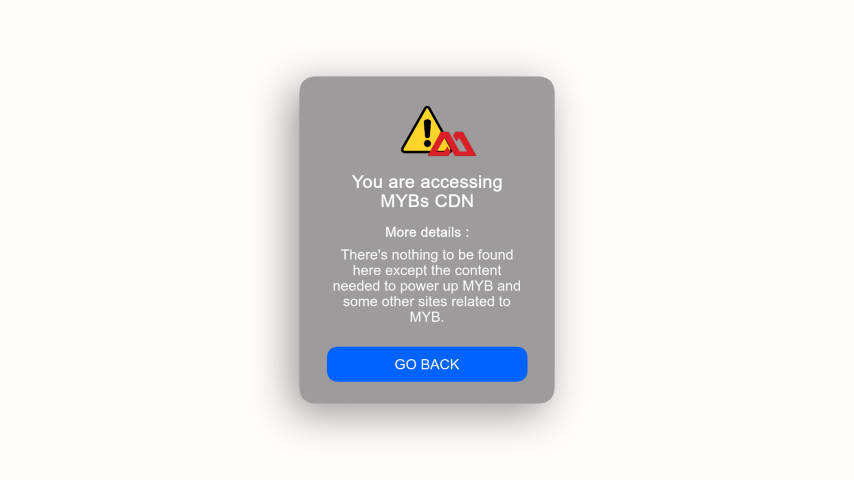 You are accessing
MYBs CDN
More details :
There's nothing to be found
here except the content
needed to power up MYB and
some other sites related to
MYB.
GO BACK